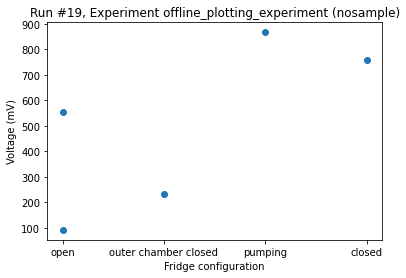 Run #19, Experiment offline_plotting_experiment (nosample)
900
800
700
600
500
400
300
200
100
Voltage (mV)
open outer chamber closed pumping closed
Fridge configuration